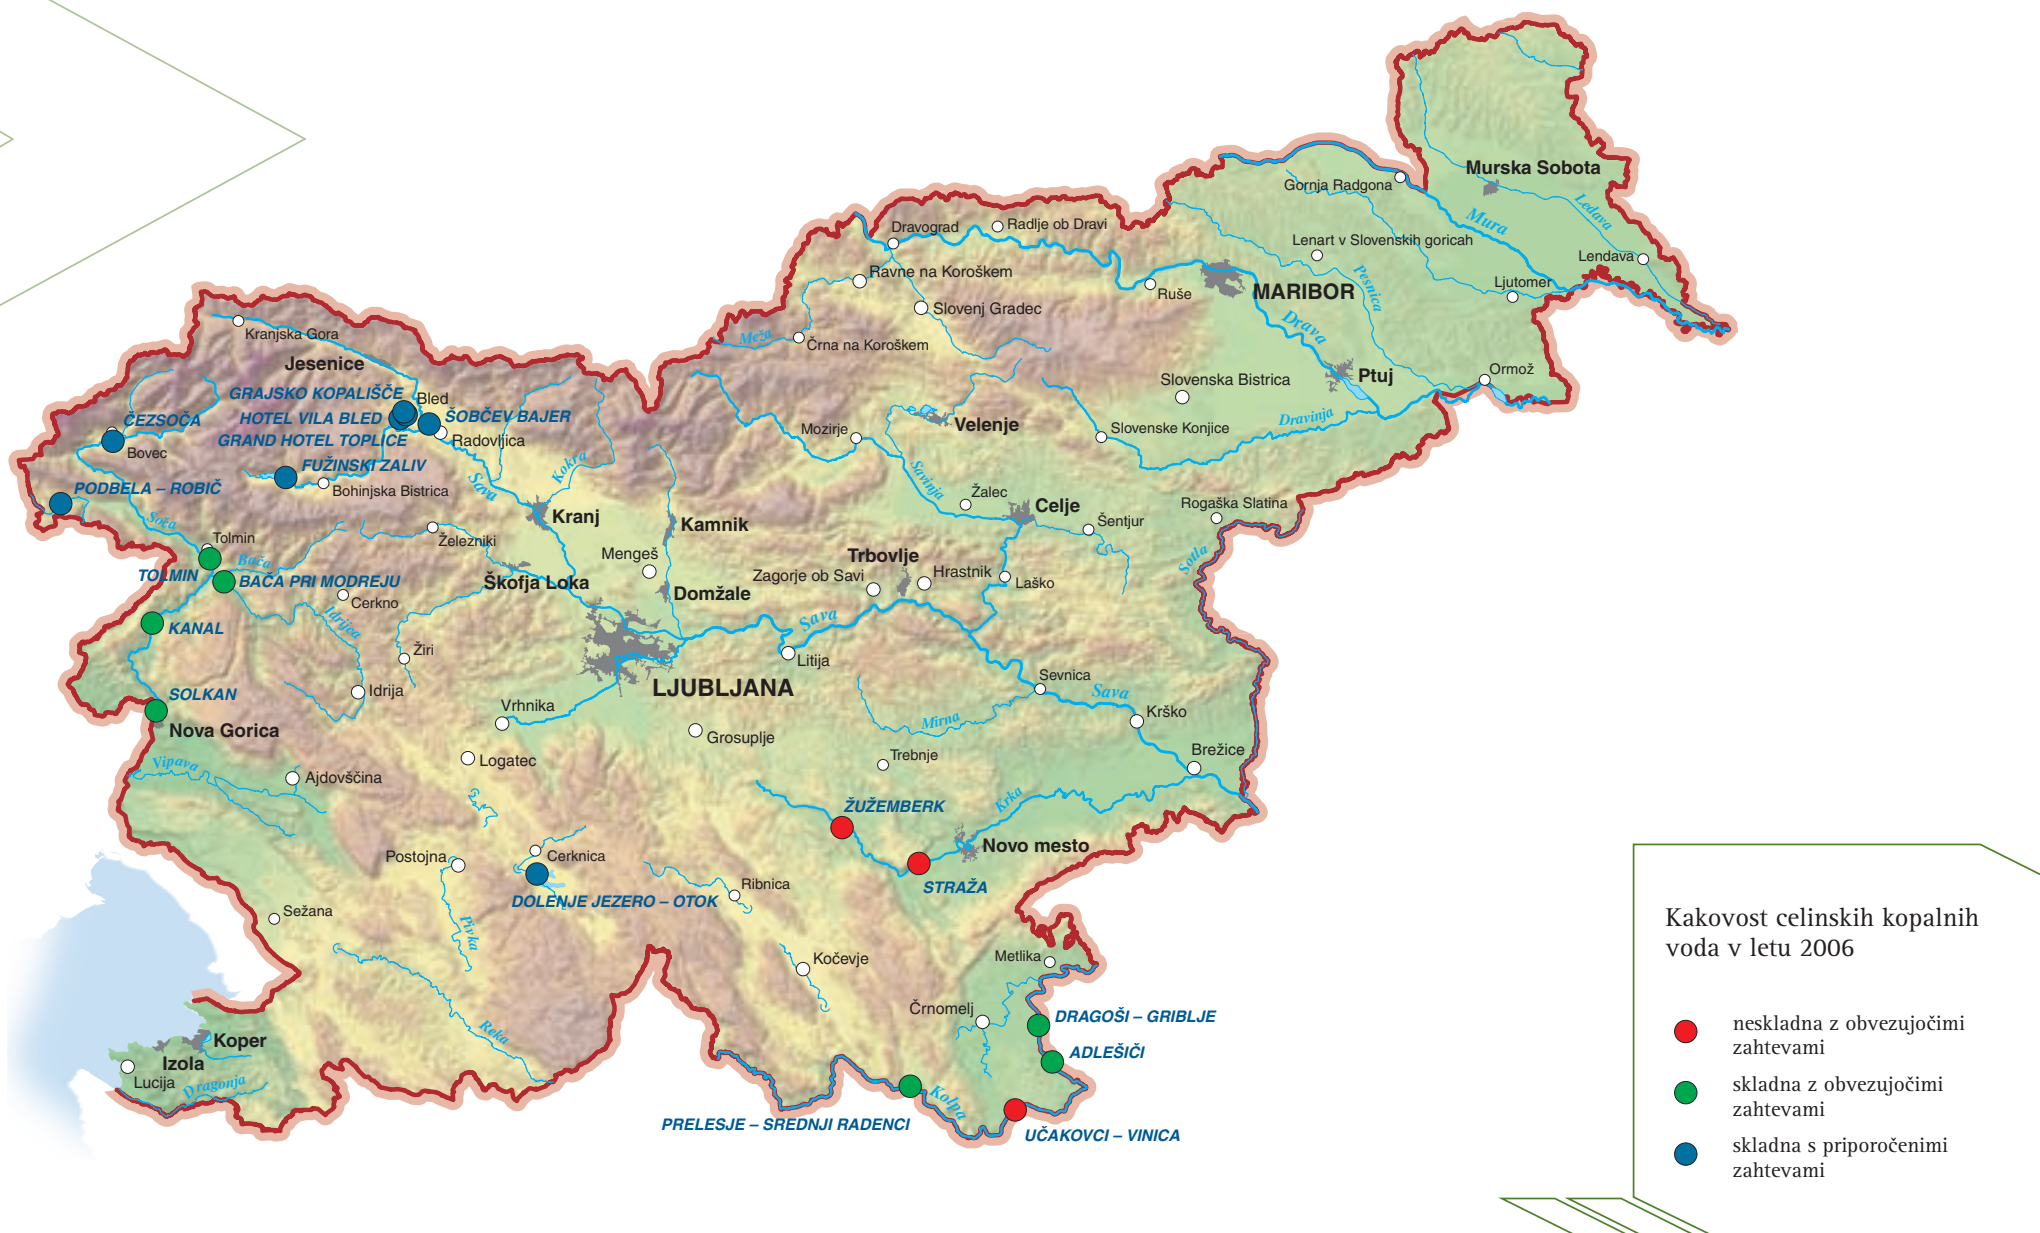 Murska Sobota
Gornja Radgona
Mura
Ledava
Dravograd
Radlje ob Dravi
Lenart v Slovenskih goricah
Lendava
Ravne na Koroškem
Pesnica
Ljutomer
Ruše
MARIBOR
Slovenj Gradec
Drava
Kranjska Gora
Meža
Črna na Koroškem
Jesenice
Ptuj
Ormož
Slovenska Bistrica
GRAJSKO KOPALIŠČE
Bled
HOTEL VILA BLED
ŠOBČEV BAJER
ČEZSOČA
GRAND HOTEL TOPLICE
Radovljica
Mozirje
Velenje
Slovenske Konjice
Dravinja
Bovec
FUŽINSKI ZALIV
Kokra
Savinja
PODBELA – ROBIČ
Bohinjska Bistrica
Sava
Žalec
Celje
Rogaška Slatina
Soča
Kranj
Kamnik
Šentjur
Tolmin
Železniki
Mengeš
Trbovlje
Sotla
Bača
TOLMIN
BAČA PRI MODREJU
Škofja Loka
Zagorje ob Savi
Hrastnik
Laško
Cerkno
Domžale
KANAL
Idrijca
Sava
Žiri
Litija
Sevnica
SOLKAN
Idrija
LJUBLJANA
Sava
Vrhnika
Mirna
Krško
Nova Gorica
Grosuplje
Logatec
Trebnje
Brežice
Vipava
Ajdovščina
ŽUŽEMBERK
Krka
Postojna
Cerknica
Novo mesto
STRAŽA
Ribnica
DOLENJE JEZERO – OTOK
Sežana
Pivka
Kočevje
Metlika
Črnomelj
DRAGOŠI – GRIBLJE
Reka
Koper
Izola
ADLEŠIČI
Lucija
Dragonja
Kolpa
PRELESJE – SREDNJI RADENCI
UČAKOVCI – VINICA
Kakovost celinskih kopalnih
voda v letu 2006
neskladna z obvezujočimi
zahtevami
skladna z obvezujočimi
zahtevami
skladna s priporočenimi
zahtevami